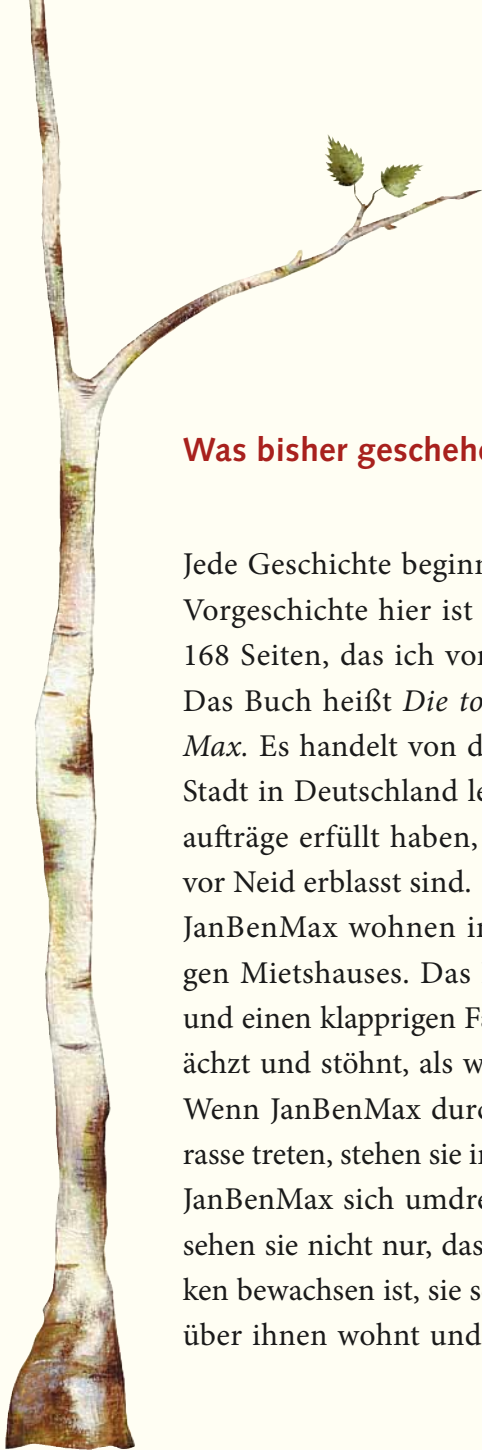 Was bisher geschehe
Jede Geschichte beginn
Vorgeschichte hier ist
168 Seiten, das ich vor
Das Buch heißt Die to
Max. Es handelt von d
Stadt in Deutschland le
aufträge erfüllt haben,
vor Neid erblasst sind.
JanBenMax wohnen in
gen Mietshauses. Das
und einen klapprigen Fa
ächzt und stöhnt, als w
Wenn JanBenMax durc
rasse treten, stehen sie in
JanBenMax sich umdre
sehen sie nicht nur, das
ken bewachsen ist, sie s
über ihnen wohnt und